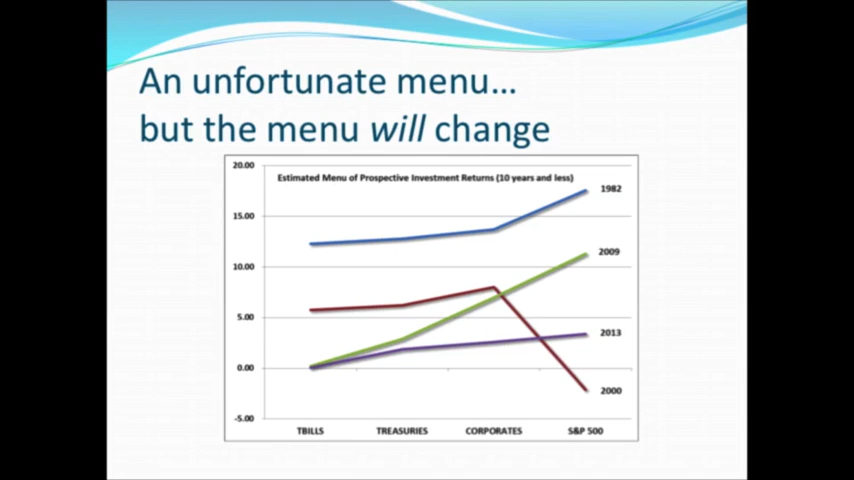 An unfortunate menu...
but the menu will change
20.00
Estimated Menu of Prospective Investment Returns (10 years and less)
1982
15.00
2009
10.00
5.00
2013
0.00
2000
-5.00
TBILLS TREASURIES CORPORATES S&P 500